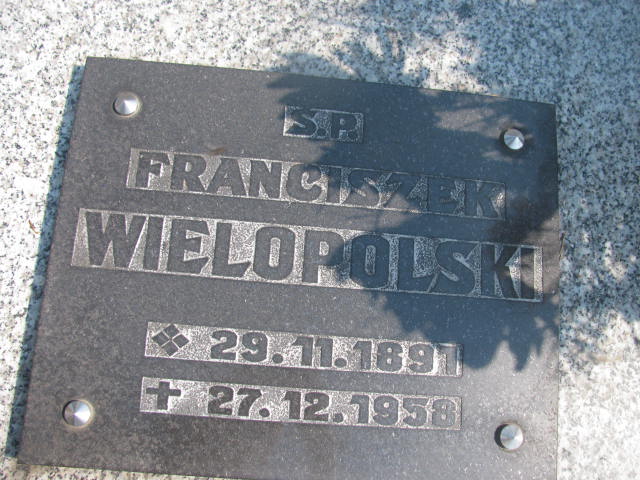 S.P.
FRANCISZEK
WIELOPOLSKI
29.11.1891
27.12.1958